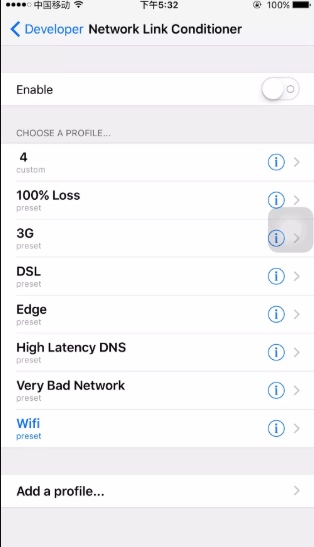 中国移动 下午5:32 100%
Developer Network Link Conditioner
Enable
CHOOSE A PROFILE...
4
custom
100% Loss
preset
3G
preset
DSL
preset
Edge
preset
High Latency DNS
preset
Very Bad Network
preset
Wifi
preset
Add a profile...